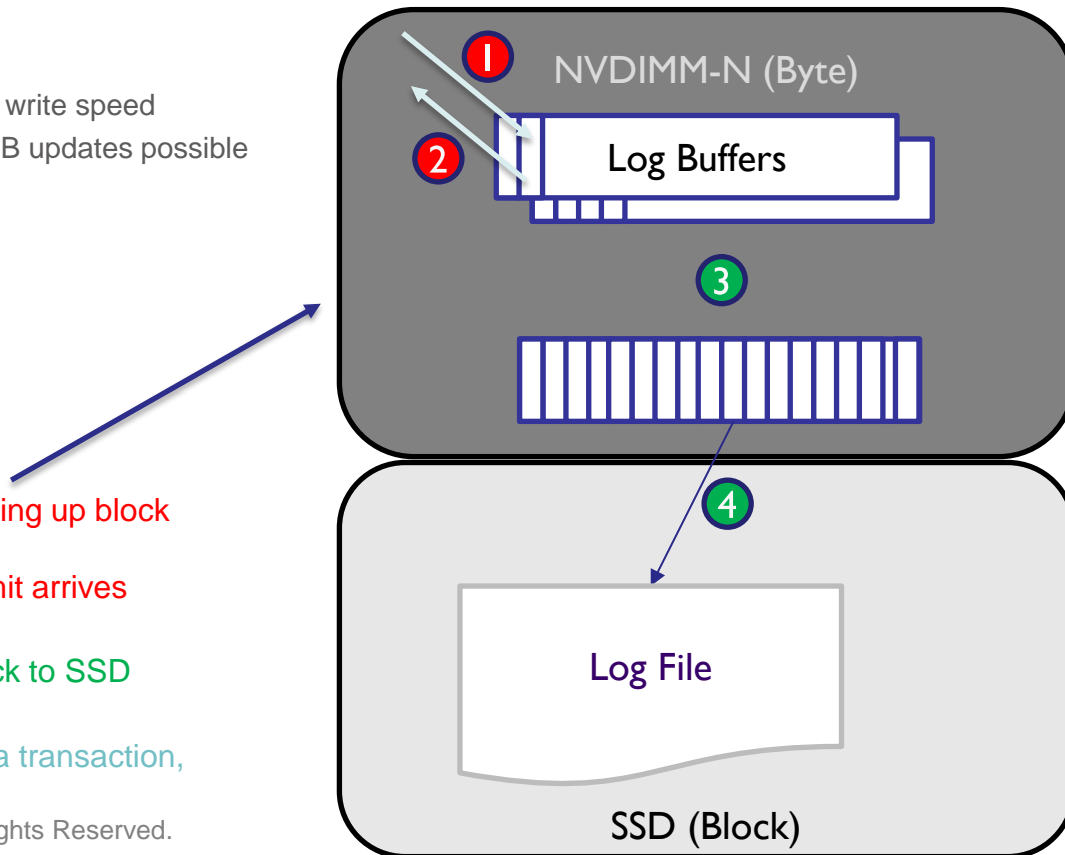 write speed
B updates possible
ing up block
it arrives
ck to SSD
a transaction,
ghts Reserved.
1
NVDIMM-N (Byte)
2
Log Buffers
3
4
Log File
SSD (Block)